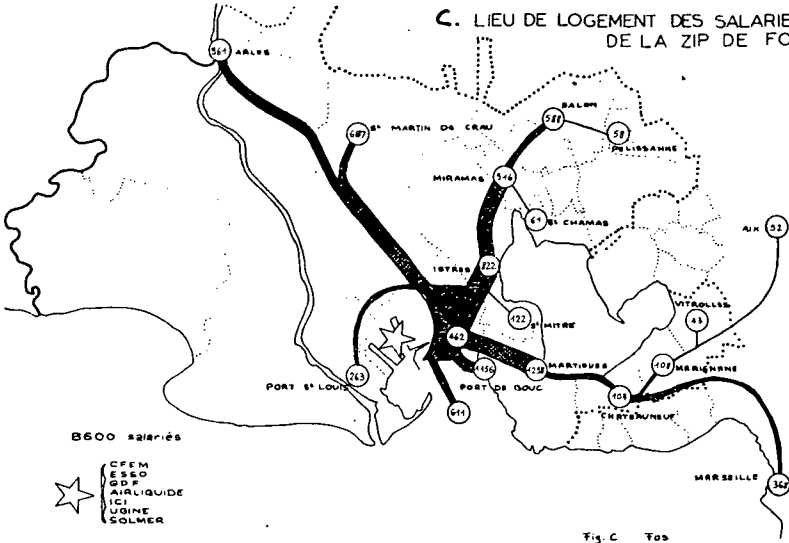 C. LIEU DE LOGEMENT DES SALARIE
DE LA ZIP DE FO
961 ARLES
687 St MARTIN DE CRAU
SALON
588
58
PELISSANNE
MIRAMAS 516
61 St CHAMAS
AIX 52
ISTRES 822
122 St MITRE
VITROLLES
43
462
PORT St LOUIS 263
1156
PORT DE BOUC
1258 MARTIGUES
108 MARIGNANE
104
CHATEAUNEUF
611
MARSEILLE 368
8600 salariés
CFEM
ESSO
GDF
AIRLIQUIDE
ICI
UGINE
SOLMER
Fig. C Fos